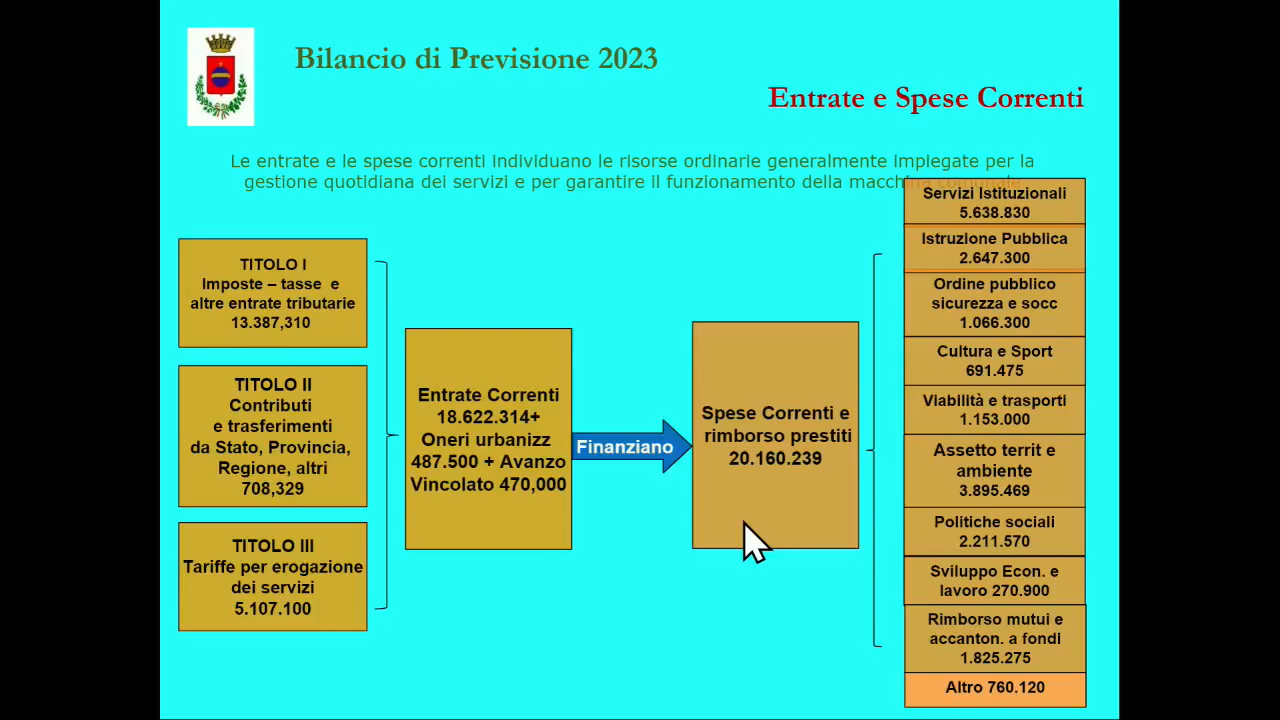 Bilancio di Previsione 2023
Entrate e Spese Correnti
Le entrate e le spese correnti individuano le risorse ordinarie generalmente impiegate per la
gestione quotidiana dei servizi e per garantire il funzionamento della macchina comunale
TITOLO I
Imposte – tasse e
altre entrate tributarie
13.387,310
TITOLO II
Contributi
e trasferimenti
da Stato, Provincia,
Regione, altri
708,329
TITOLO III
Tariffe per erogazione
dei servizi
5.107.100
Entrate Correnti
18.622.314+
Oneri urbanizz
487.500 + Avanzo
Vincolato 470,000
Finanziano
Spese Correnti e
rimborso prestiti
20.160.239
Servizi Istituzionali
5.638.830
Istruzione Pubblica
2.647.300
Ordine pubblico
sicurezza e socc
1.066.300
Cultura e Sport
691.475
Viabilità e trasporti
1.153.000
Assetto territ e
ambiente
3.895.469
Politiche sociali
2.211.570
Sviluppo Econ. e
lavoro 270.900
Rimborso mutui e
accanton. a fondi
1.825.275
Altro 760.120